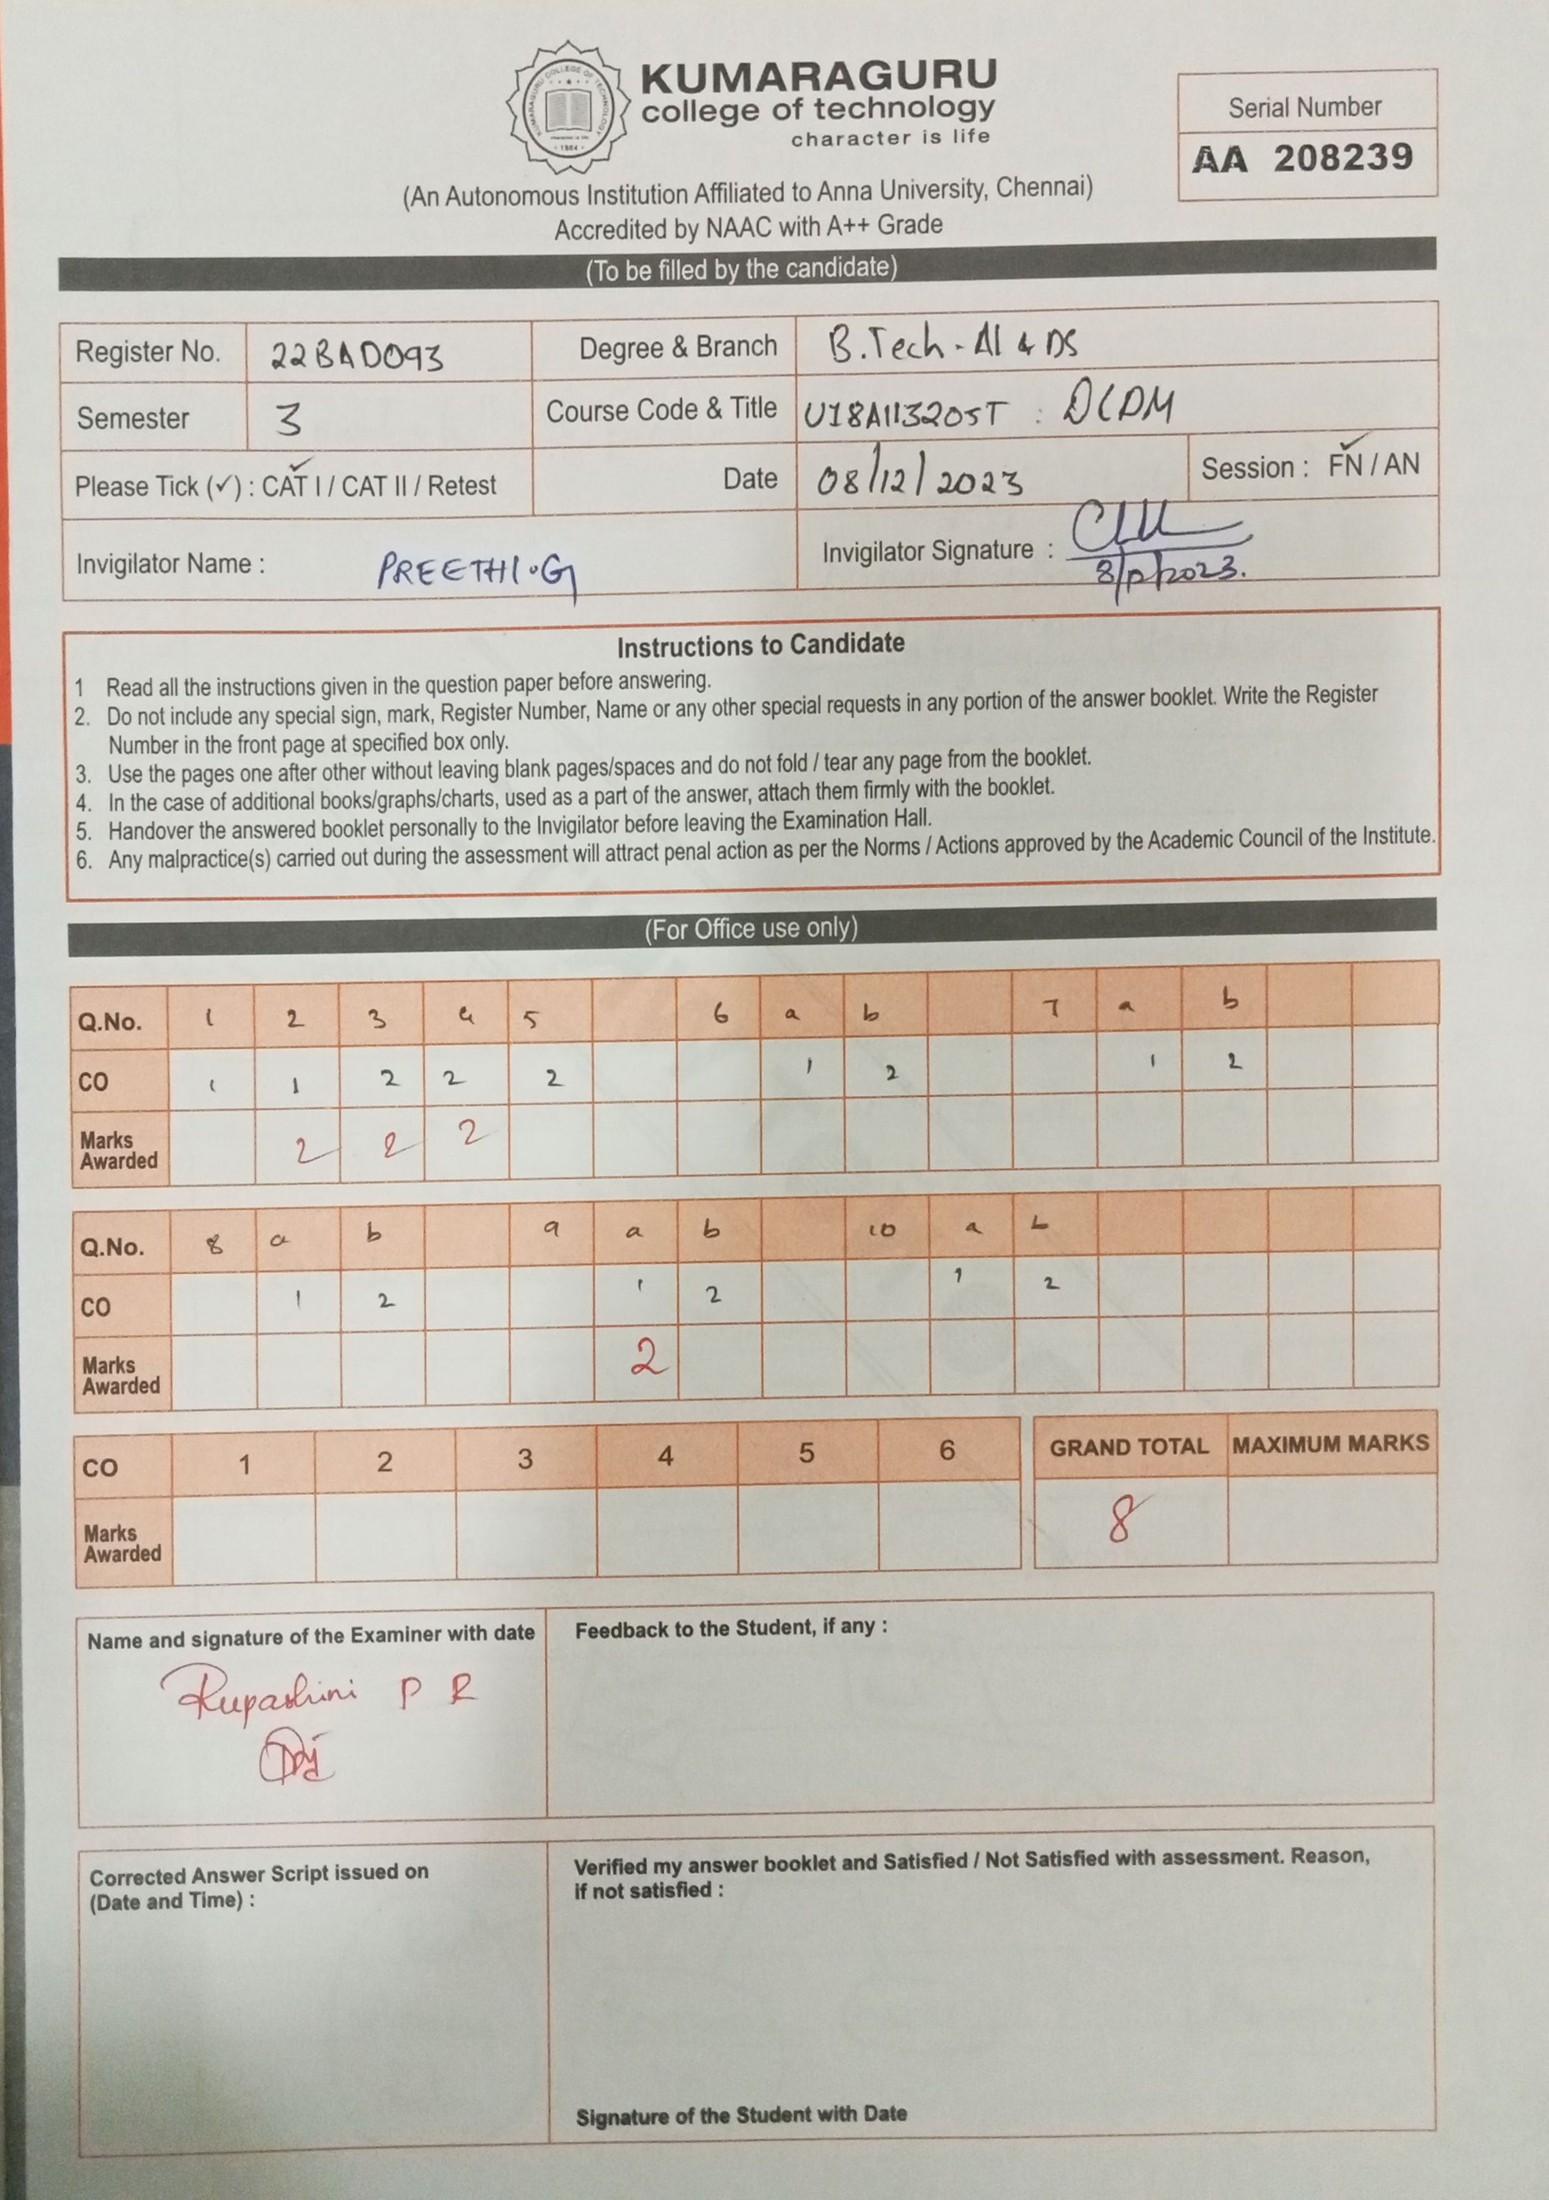 KUMARAGURU COLLEGE OF TECHNOLOGY
1984
KUMARAGURU
college of technology
character is life
(An Autonomous Institution Affiliated to Anna University, Chennai)
Accredited by NAAC with A++ Grade
Serial Number
AA 208239
(To be filled by the candidate)
Register No. 22BAD093 Degree & Branch B.Tech - AI & DS
Semester 3 Course Code & Title U18AII3205T : DCDM
Please Tick (✓) : CAT I / CAT II / Retest Date 08/12/2023 Session : FN / AN
Invigilator Name : PREETHI.G Invigilator Signature :
8/12/2023.
Instructions to Candidate
1 Read all the instructions given in the question paper before answering.
2. Do not include any special sign, mark, Register Number, Name or any other special requests in any portion of the answer booklet. Write the Register
Number in the front page at specified box only.
3. Use the pages one after other without leaving blank pages/spaces and do not fold / tear any page from the booklet.
4. In the case of additional books/graphs/charts, used as a part of the answer, attach them firmly with the booklet.
5. Handover the answered booklet personally to the Invigilator before leaving the Examination Hall.
6. Any malpractice(s) carried out during the assessment will attract penal action as per the Norms / Actions approved by the Academic Council of the Institute.
(For Office use only)
Q.No. 1 2 3 4 5 6 a b 7 a b
CO 1 1 2 2 2 1 2 1 2
Marks
Awarded 2 2 2
Q.No. 8 a b 9 a b 10 a b
CO 1 2 1 2 1 2
Marks
Awarded 2
CO 1 2 3 4 5 6 GRAND TOTAL MAXIMUM MARKS
Marks
Awarded 8
Name and signature of the Examiner with date
Rupashini P R
Feedback to the Student, if any :
Corrected Answer Script issued on
(Date and Time) :
Verified my answer booklet and Satisfied / Not Satisfied with assessment. Reason,
if not satisfied :
Signature of the Student with Date